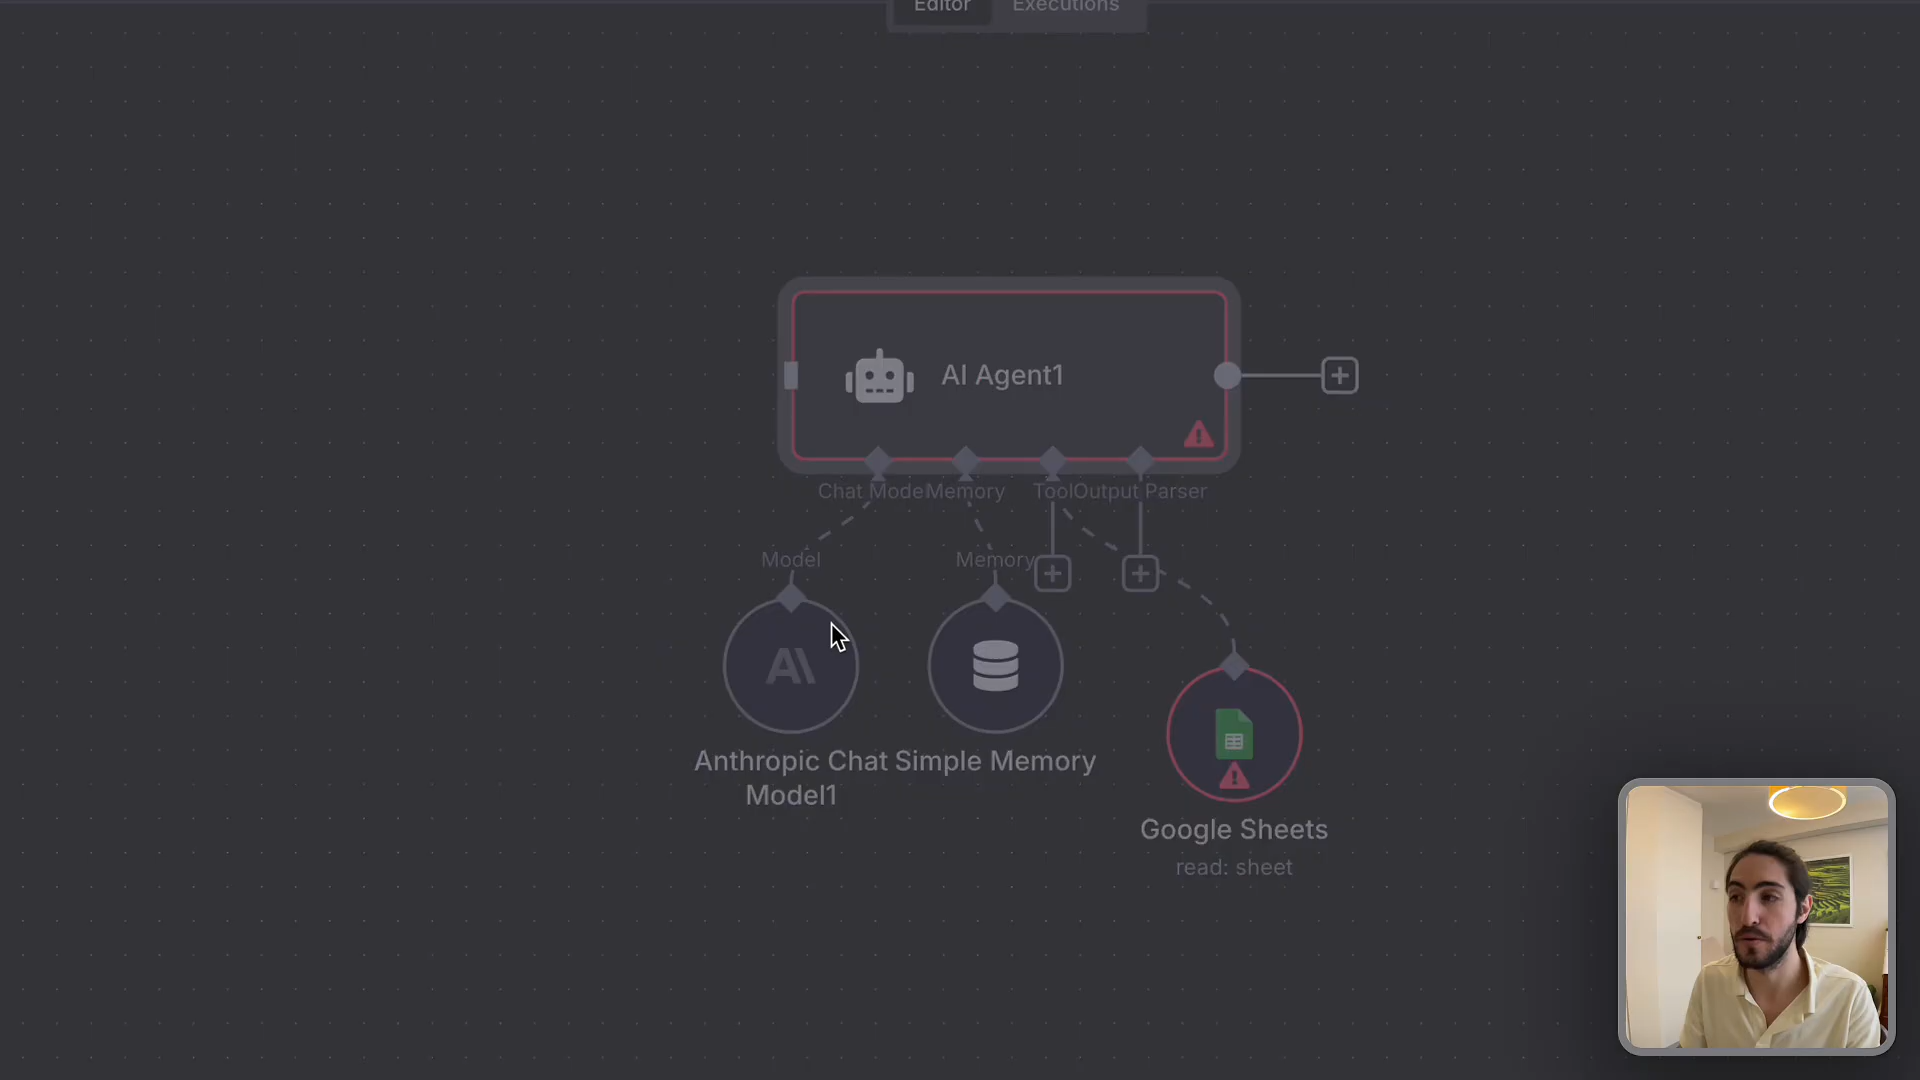 Editor
Executions
AI Agent1
Chat Mode
Memory
Tool
Output Parser
Model
Memory
Anthropic Chat
Model1
Simple Memory
Google Sheets
read: sheet